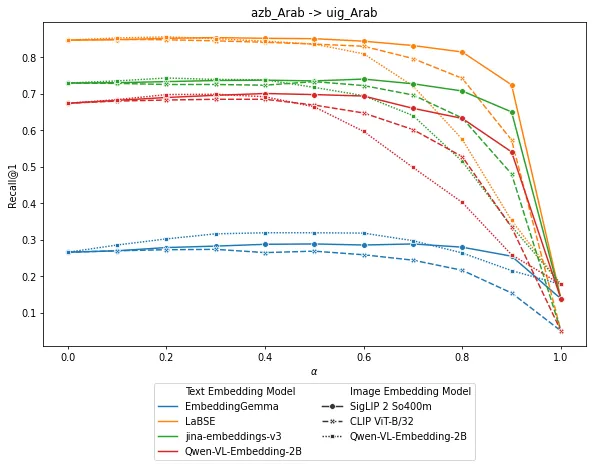 azb_Arab -> uig_Arab
Recall@1
0.8
0.7
0.6
0.5
0.4
0.3
0.2
0.1
0.0 0.2 0.4 0.6 0.8 1.0
α
Text Embedding Model
EmbeddingGemma
LaBSE
jina-embeddings-v3
Qwen-VL-Embedding-2B
Image Embedding Model
SigLIP 2 So400m
CLIP ViT-B/32
Qwen-VL-Embedding-2B